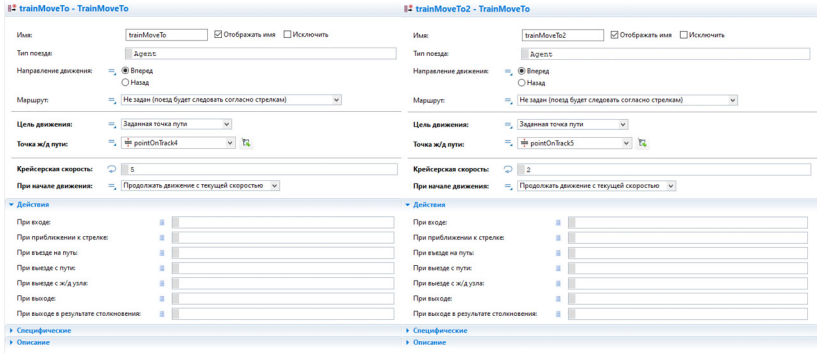 trainMoveTo - TrainMoveTo
Имя: trainMoveTo Отображать имя Исключить
Тип поезда: Agent
Направление движения: Вперед
Назад
Маршрут: Не задан (поезд будет следовать согласно стрелкам)
Цель движения: Заданная точка пути
Точка ж/д пути: pointOnTrack4
Крейсерская скорость: 5
При начале движения: Продолжать движение с текущей скоростью
Действия
При входе:
При приближении к стрелке:
При въезде на путь:
При выезде с пути:
При выезде с ж/д узла:
При выходе:
При выходе в результате столкновения:
Специфические
Описание
trainMoveTo2 - TrainMoveTo
Имя: trainMoveTo2 Отображать имя Исключить
Тип поезда: Agent
Направление движения: Вперед
Назад
Маршрут: Не задан (поезд будет следовать согласно стрелкам)
Цель движения: Заданная точка пути
Точка ж/д пути: pointOnTrack5
Крейсерская скорость: 2
При начале движения: Продолжать движение с текущей скоростью
Действия
При входе:
При приближении к стрелке:
При въезде на путь:
При выезде с пути:
При выезде с ж/д узла:
При выходе:
При выходе в результате столкновения:
Специфические
Описание